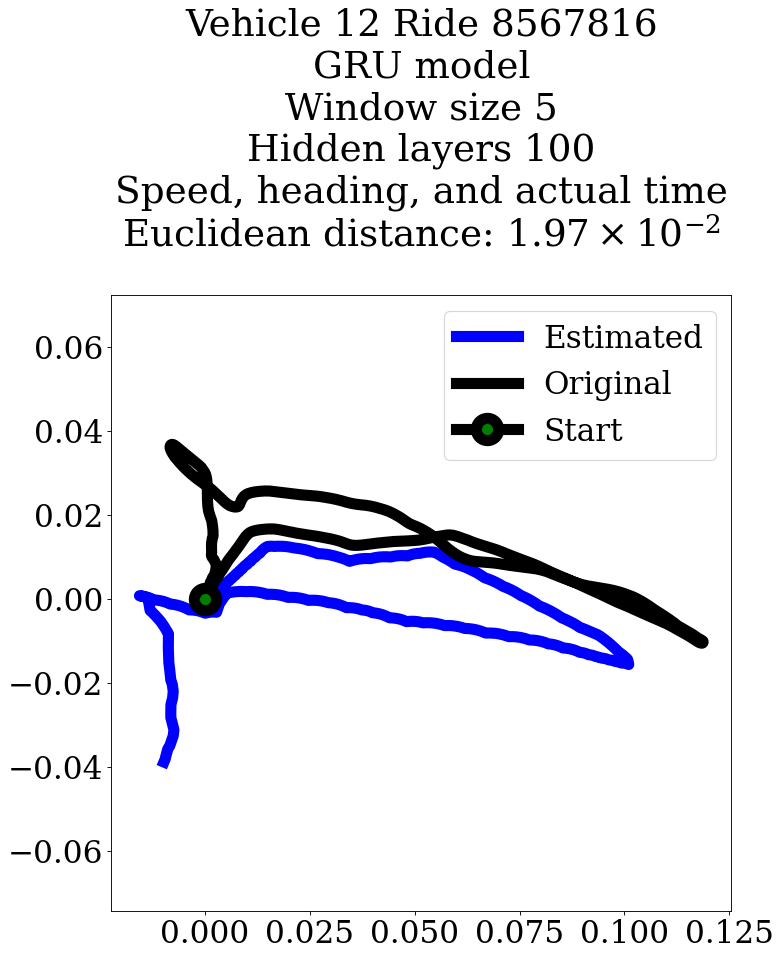 Vehicle 12 Ride 8567816
GRU model
Window size 5
Hidden layers 100
Speed, heading, and actual time
Euclidean distance: 1.97 × 10⁻²
Estimated
Original
Start
0.06
0.04
0.02
0.00
−0.02
−0.04
−0.06
0.000 0.025 0.050 0.075 0.100 0.125